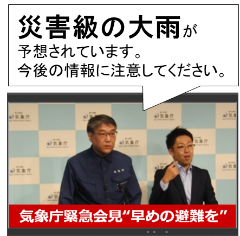 災害級の大雨が
予想されています。
今後の情報に注意してください。
気象庁
気象庁緊急会見“早めの避難を”